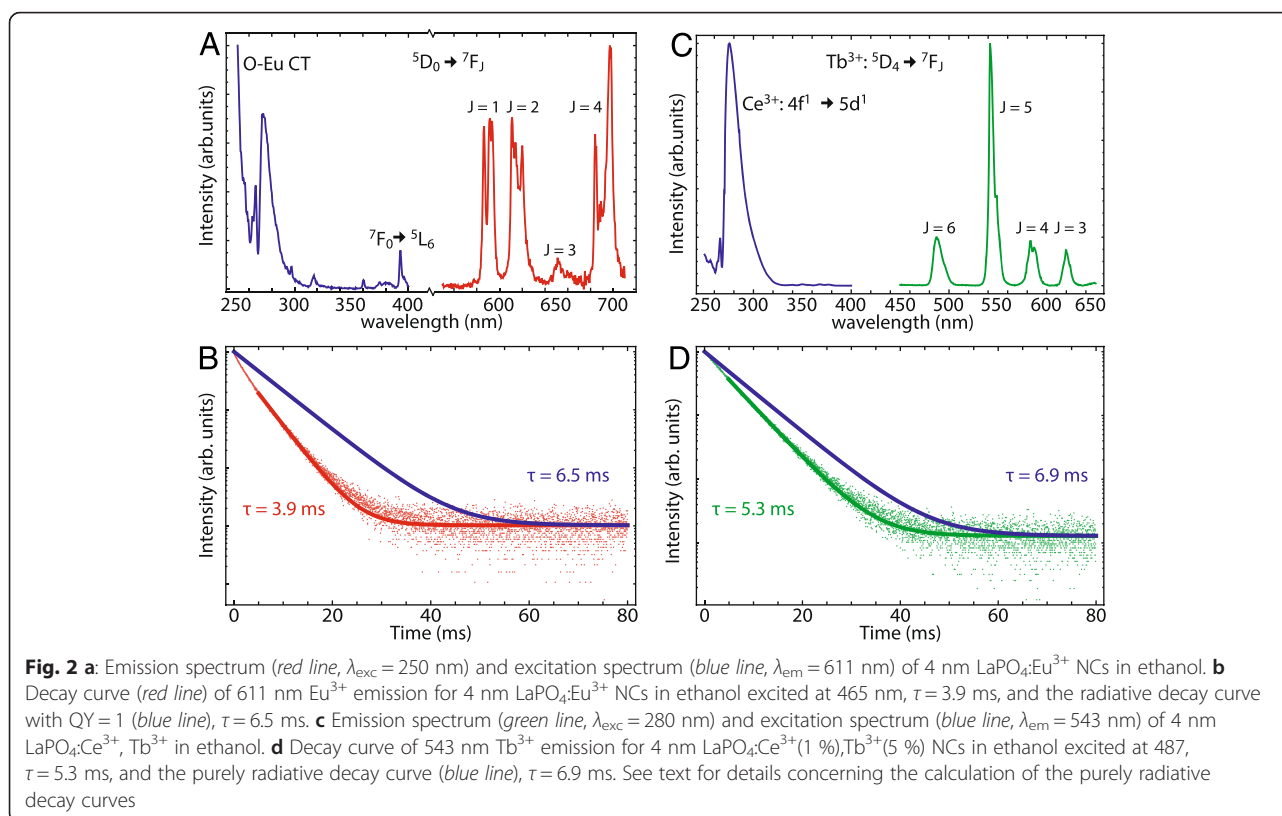 A
O-Eu CT
⁵D₀ → ⁷F_J
J = 1
J = 2
J = 4
J = 3
⁷F₀ → ⁵L₆
Intensity (arb.units)
240
300
400
600
650
700
wavelength (nm)
C
Tb³⁺: ⁵D₄ → ⁷F_J
Ce³⁺: 4f¹ → 5d¹
J = 5
J = 6
J = 4
J = 3
Intensity (arb.units)
240
300
350
400
450
500
550
600
660
wavelength (nm)
B
τ = 6.5 ms
τ = 3.9 ms
Intensity (arb. units)
0
20
40
60
80
Time (ms)
D
τ = 6.9 ms
τ = 5.3 ms
Intensity (arb. units)
0
20
40
60
80
Time (ms)
Fig. 2 a: Emission spectrum (red line, λexc = 250 nm) and excitation spectrum (blue line, λem = 611 nm) of 4 nm LaPO₄:Eu³⁺ NCs in ethanol. b
Decay curve (red line) of 611 nm Eu³⁺ emission for 4 nm LaPO₄:Eu³⁺ NCs in ethanol excited at 465 nm, τ = 3.9 ms, and the radiative decay curve
with QY = 1 (blue line), τ = 6.5 ms. c Emission spectrum (green line, λexc = 280 nm) and excitation spectrum (blue line, λem = 543 nm) of 4 nm
LaPO₄:Ce³⁺, Tb³⁺ in ethanol. d Decay curve of 543 nm Tb³⁺ emission for 4 nm LaPO₄:Ce³⁺(1 %),Tb³⁺(5 %) NCs in ethanol excited at 487,
τ = 5.3 ms, and the purely radiative decay curve (blue line), τ = 6.9 ms. See text for details concerning the calculation of the purely radiative
decay curves